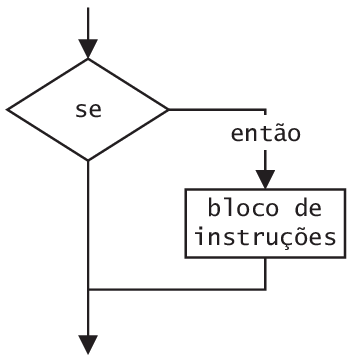 se
então
bloco de
instruções